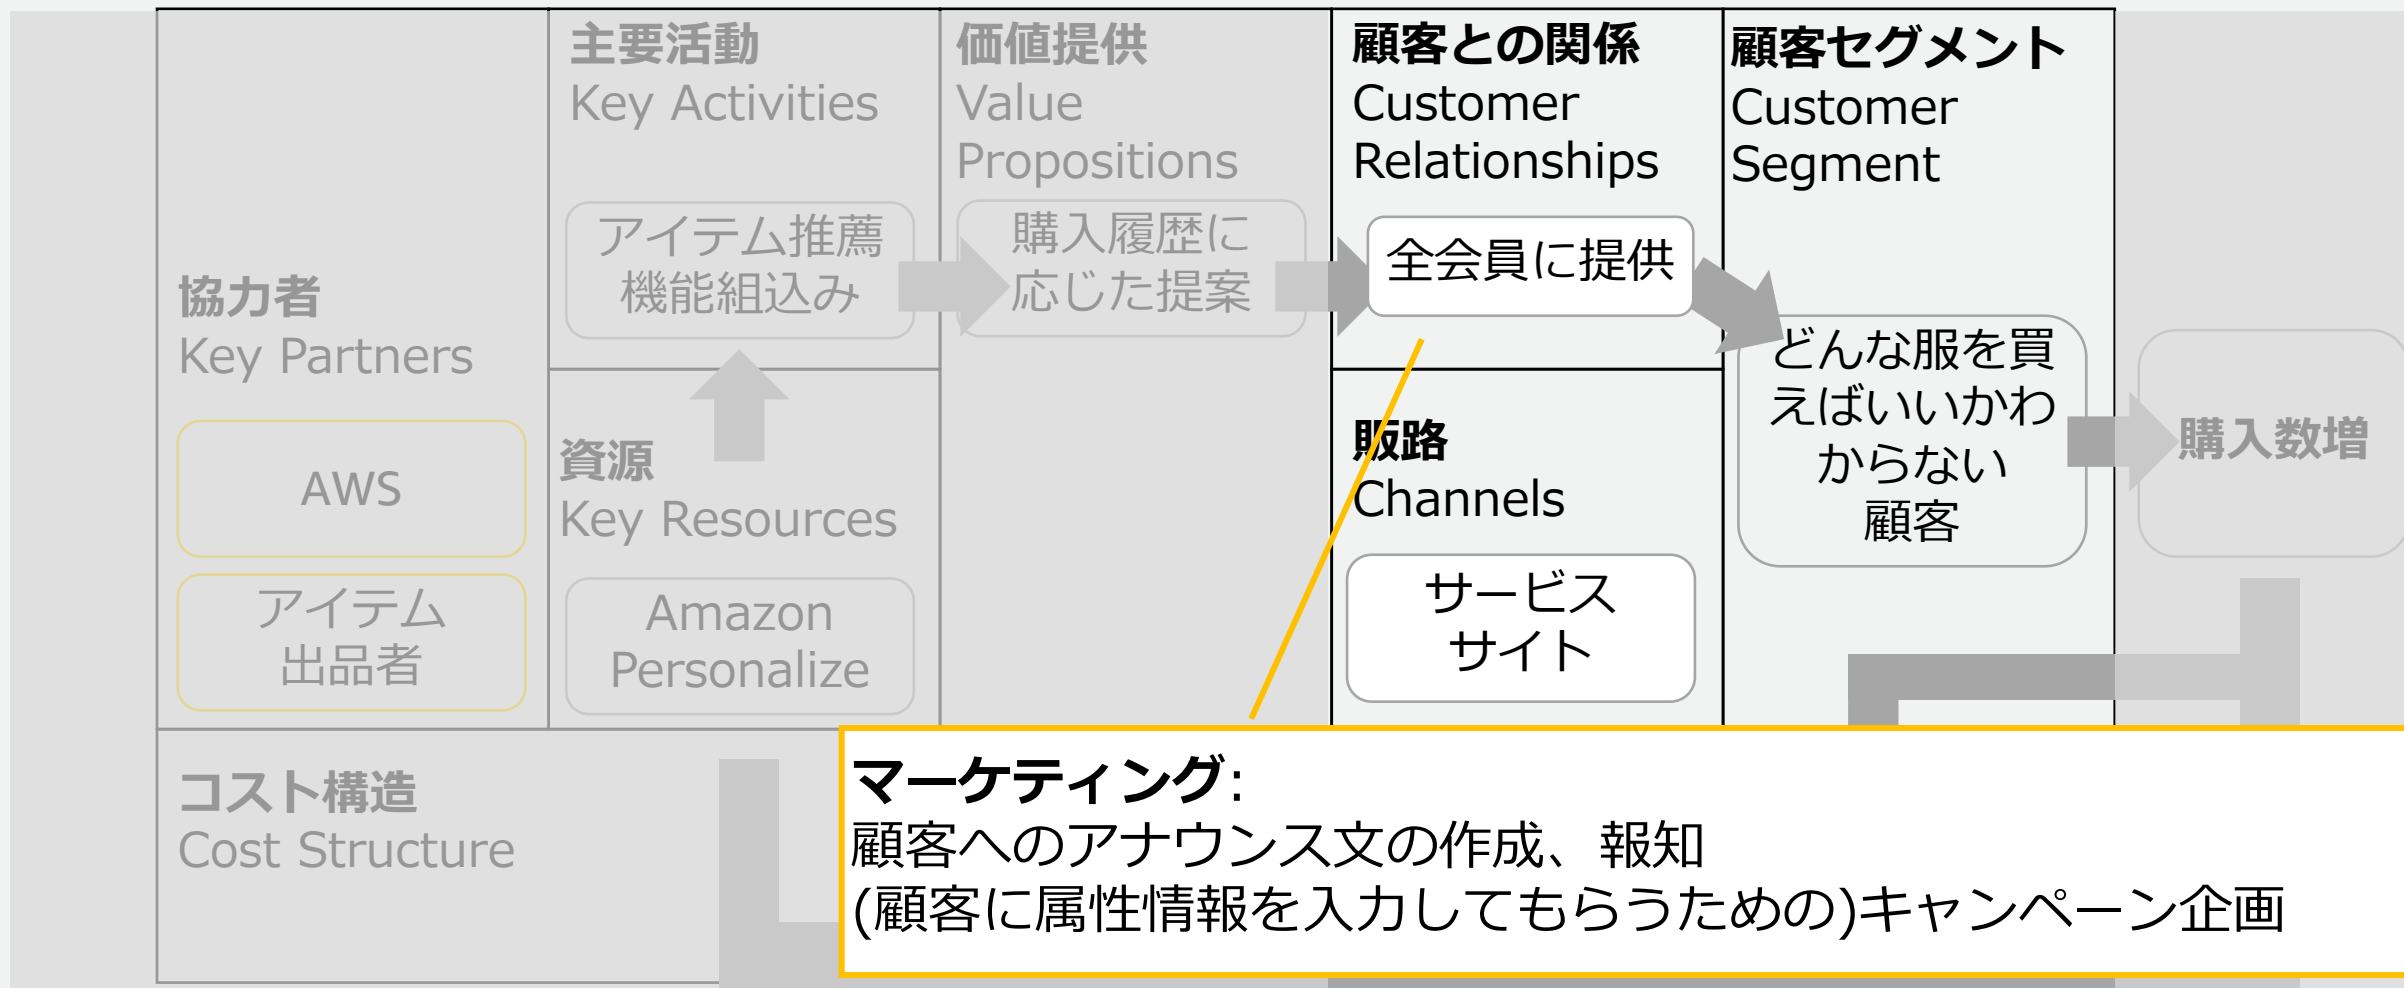 協力者
Key Partners
AWS
アイテム
出品者
主要活動
Key Activities
アイテム推薦
機能組込み
資源
Key Resources
Amazon
Personalize
価値提供
Value
Propositions
購入履歴に
応じた提案
顧客との関係
Customer
Relationships
全会員に提供
販路
Channels
サービス
サイト
顧客セグメント
Customer
Segment
どんな服を買
えばいいかわ
からない
顧客
購入数増
コスト構造
Cost Structure
マーケティング:
顧客へのアナウンス文の作成、報知
(顧客に属性情報を入力してもらうための)キャンペーン企画